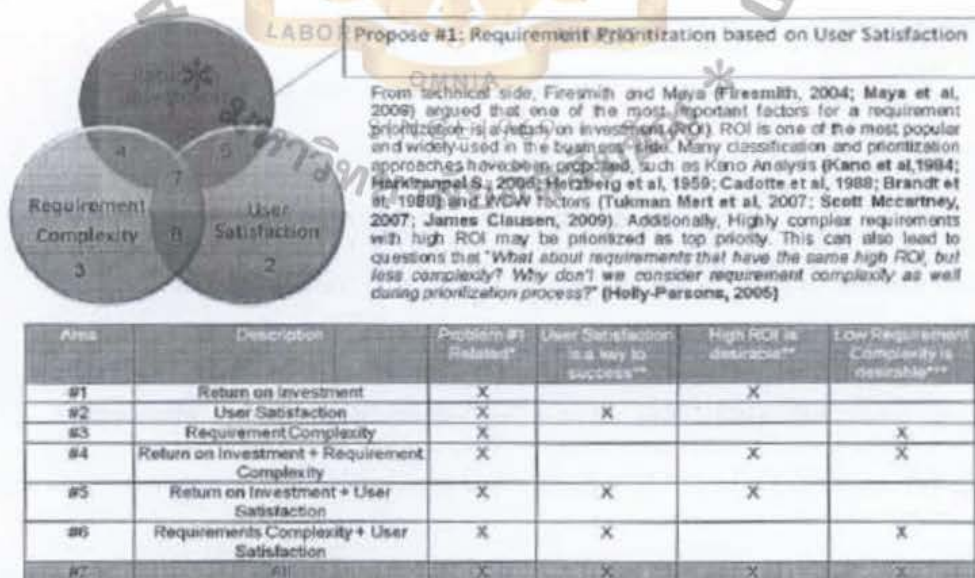 LABOR
Propose #1: Requirement Prioritization based on User Satisfaction
OMNIA
From technical side, Firesmith and Maya (Firesmith, 2004; Maya et al,
2009) argued that one of the most important factors for a requirement
prioritization is a return on investment (ROI). ROI is one of the most popular
and widely-used in the business side. Many classification and prioritization
approaches have been proposed, such as Kano Analysis (Kano et al,1984;
2006; Herzberg et al, 1959; Cadotte et al, 1988; Brandt et
al, 1988) and WOW factors (Tukman Mert et al, 2007; Scott Mccartney,
2007; James Clausen, 2009). Additionally, Highly complex requirements
with high ROI may be prioritized as top priority. This can also lead to
questions that "What about requirements that have the same high ROI, but
less complexity? Why don't we consider requirement complexity as well
during prioritization process?" (Holly-Parsons, 2005)
4
5
7
Requirement
Complexity
6
User
Satisfaction
3
2
Area Description Problem #1 Related* User Satisfaction is a key to success** High ROI is desirable** Low Requirement Complexity is desirable***
#1 Return on Investment X X
#2 User Satisfaction X X
#3 Requirement Complexity X X
#4 Return on Investment + Requirement Complexity X X X
#5 Return on Investment + User Satisfaction X X X
#6 Requirements Complexity + User Satisfaction X X X
#7 All X X X X